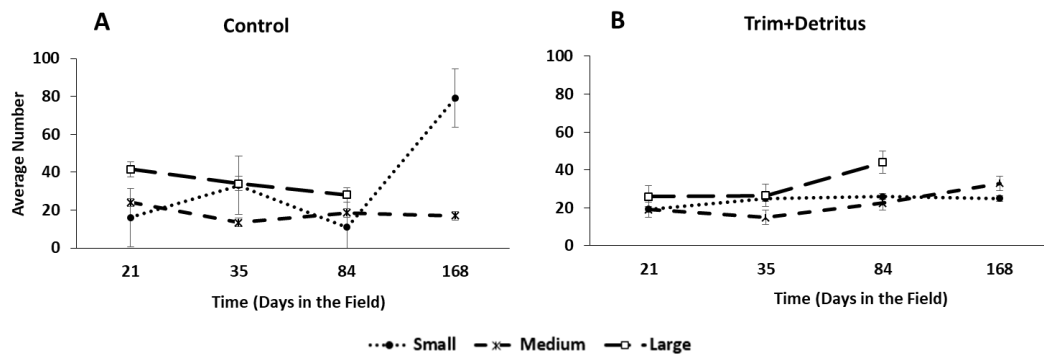 A
Control
Average Number
100
80
60
40
20
0
21 35 84 168
Time (Days in the Field)
B
Trim+Detritus
100
80
60
40
20
0
21 35 84 168
Time (Days in the Field)
Small Medium Large